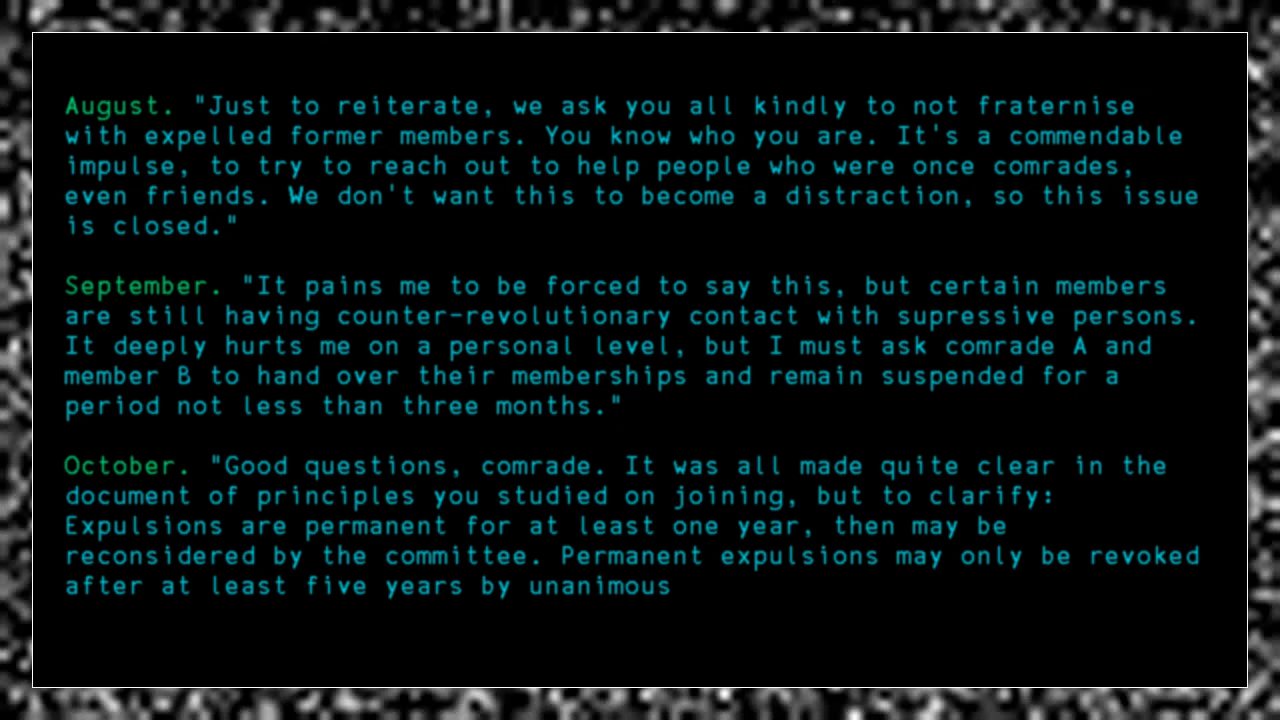 August. "Just to reiterate, we ask you all kindly to not fraternise
with expelled former members. You know who you are. It's a commendable
impulse, to try to reach out to help people who were once comrades,
even friends. We don't want this to become a distraction, so this issue
is closed."
September. "It pains me to be forced to say this, but certain members
are still having counter-revolutionary contact with supressive persons.
It deeply hurts me on a personal level, but I must ask comrade A and
member B to hand over their memberships and remain suspended for a
period not less than three months."
October. "Good questions, comrade. It was all made quite clear in the
document of principles you studied on joining, but to clarify:
Expulsions are permanent for at least one year, then may be
reconsidered by the committee. Permanent expulsions may only be revoked
after at least five years by unanimous